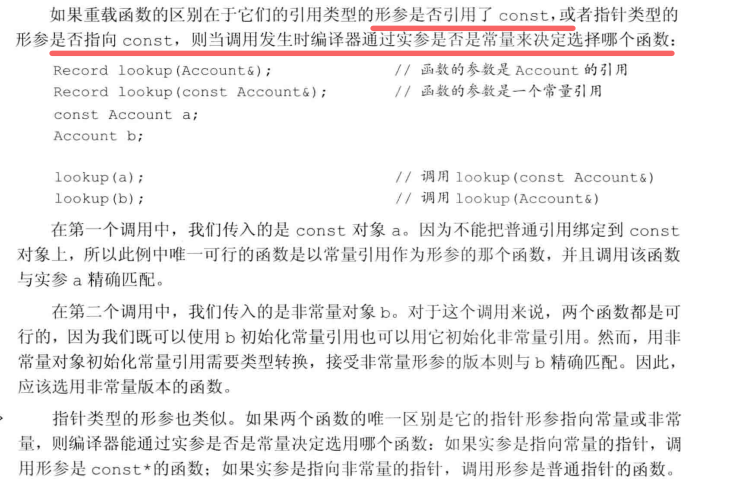 如果重载函数的区别在于它们的引用类型的形参是否引用了 const，或者指针类型的
形参是否指向 const，则当调用发生时编译器通过实参是否是常量来决定选择哪个函数：
Record lookup(Account&); // 函数的参数是 Account 的引用
Record lookup(const Account&); // 函数的参数是一个常量引用
const Account a;
Account b;
lookup(a); // 调用 lookup(const Account&)
lookup(b); // 调用 lookup(Account&)
在第一个调用中，我们传入的是 const 对象 a。因为不能把普通引用绑定到 const
对象上，所以此例中唯一可行的函数是以常量引用作为形参的那个函数，并且调用该函数
与实参 a 精确匹配。
在第二个调用中，我们传入的是非常量对象 b。对于这个调用来说，两个函数都是可
行的，因为我们既可以使用 b 初始化常量引用也可以用它初始化非常量引用。然而，用非
常量对象初始化常量引用需要类型转换，接受非常量形参的版本则与 b 精确匹配。因此，
应该选用非常量版本的函数。
指针类型的形参也类似。如果两个函数的唯一区别是它的指针形参指向常量或非常
量，则编译器能通过实参是否是常量决定选用哪个函数：如果实参是指向常量的指针，调
用形参是 const*的函数；如果实参是指向非常量的指针，调用形参是普通指针的函数。